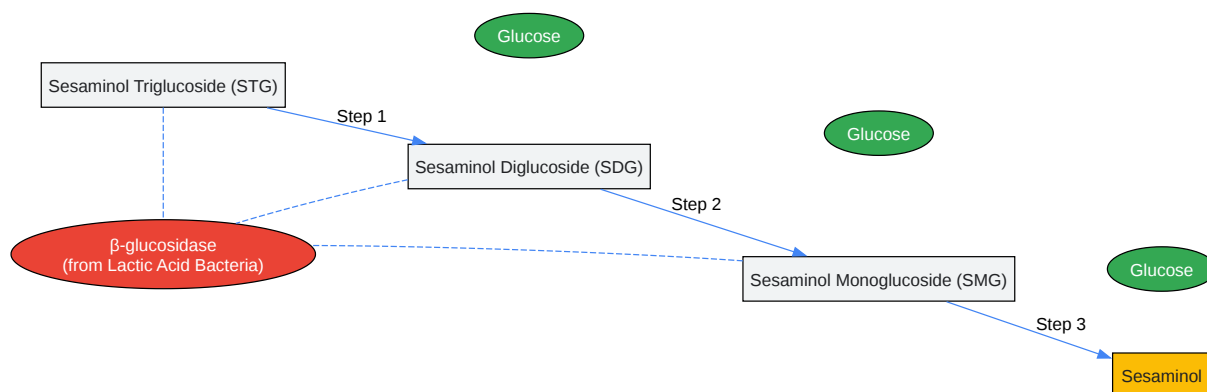 Glucose
Sesaminol Triglucoside (STG)
Step 1
Glucose
Sesaminol Diglucoside (SDG)
Step 2
β-glucosidase
(from Lactic Acid Bacteria)
Glucose
Sesaminol Monoglucoside (SMG)
Step 3
Sesaminol